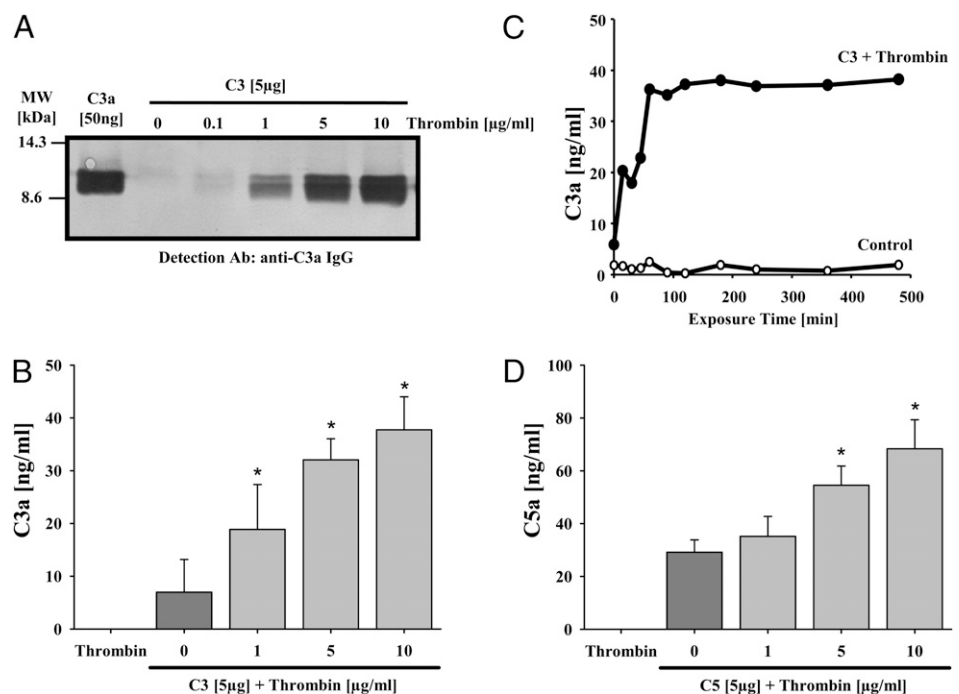 A
C3 [5µg]
MW
[kDa]
C3a
[50ng]
0 0.1 1 5 10 Thrombin [µg/ml]
14.3
8.6
Detection Ab: anti-C3a IgG
C
50
40
30
20
10
0
C3a [ng/ml]
C3 + Thrombin
Control
0 100 200 300 400 500
Exposure Time [min]
B
50
40
30
20
10
0
C3a [ng/ml]
* * *
Thrombin 0 1 5 10
C3 [5µg] + Thrombin [µg/ml]
D
100
80
60
40
20
0
C5a [ng/ml]
* *
Thrombin 0 1 5 10
C5 [5µg] + Thrombin [µg/ml]